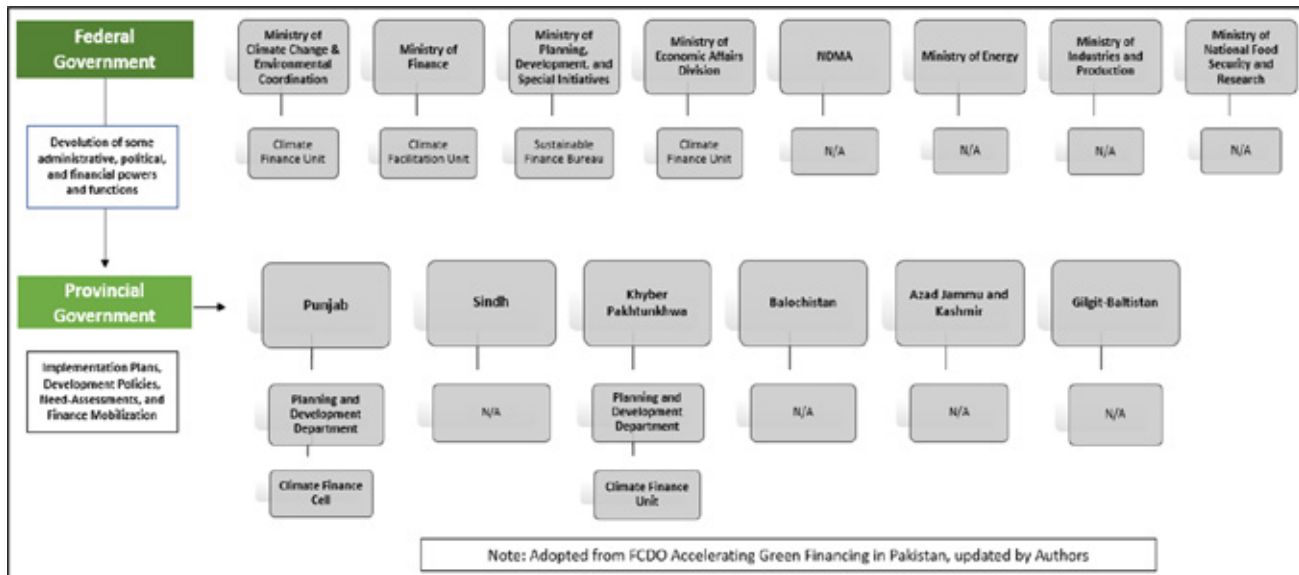 Federal
Government
Ministry of
Climate Change &
Environmental
Coordination
Ministry of
Finance
Ministry of
Planning,
Development, and
Special Initiatives
Ministry of
Economic Affairs
Division
NDMA
Ministry of Energy
Ministry of
Industries and
Production
Ministry of
National Food
Security and
Research
Devolution of some
administrative, political,
and financial powers
and functions
Climate
Finance Unit
Climate
Facilitation Unit
Sustainable
Finance Bureau
Climate
Finance Unit
N/A
N/A
N/A
N/A
Provincial
Government
Punjab
Sindh
Khyber
Pakhtunkhwa
Balochistan
Azad Jammu and
Kashmir
Gilgit-Baltistan
Implementation Plans,
Development Policies,
Need-Assessments, and
Finance Mobilization
Planning and
Development
Department
N/A
Planning and
Development
Department
N/A
N/A
N/A
Climate Finance
Cell
Climate Finance
Unit
Note: Adopted from FCDO Accelerating Green Financing in Pakistan, updated by Authors